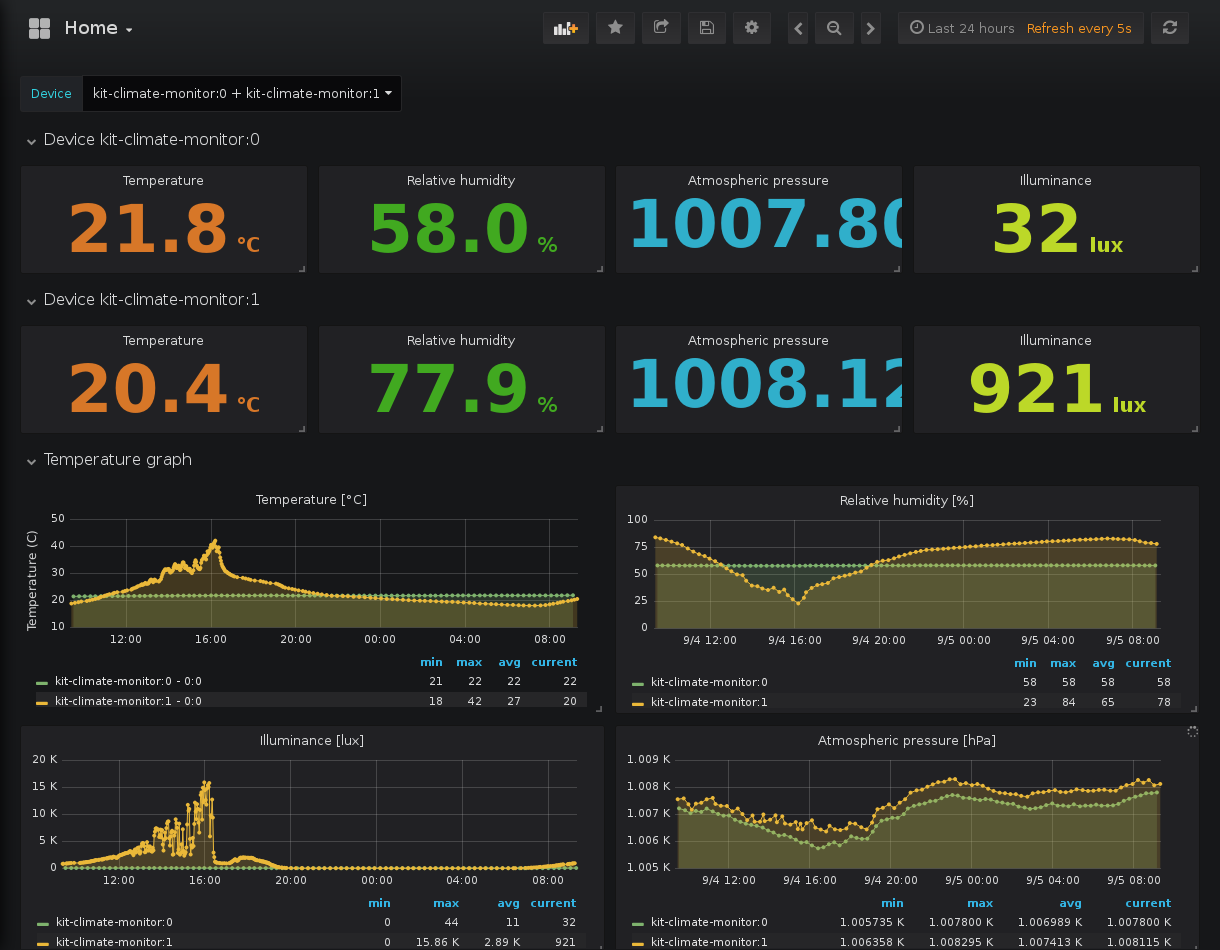 Home
Last 24 hours Refresh every 5s
Device kit-climate-monitor:0 + kit-climate-monitor:1
Device kit-climate-monitor:0
Temperature Relative humidity Atmospheric pressure Illuminance
21.8 °C 58.0 % 1007.80 32 lux
Device kit-climate-monitor:1
Temperature Relative humidity Atmospheric pressure Illuminance
20.4 °C 77.9 % 1008.12 921 lux
Temperature graph
Temperature [°C]
Temperature (C)
50
40
30
20
10
12:00 16:00 20:00 00:00 04:00 08:00
min max avg current
kit-climate-monitor:0 - 0:0 21 22 22 22
kit-climate-monitor:1 - 0:0 18 42 27 20
Relative humidity [%]
100
75
50
25
0
9/4 12:00 9/4 16:00 9/4 20:00 9/5 00:00 9/5 04:00 9/5 08:00
min max avg current
kit-climate-monitor:0 58 58 58 58
kit-climate-monitor:1 23 84 65 78
Illuminance [lux]
20 K
15 K
10 K
5 K
0
12:00 16:00 20:00 00:00 04:00 08:00
min max avg current
kit-climate-monitor:0 0 44 11 32
kit-climate-monitor:1 0 15.86 K 2.89 K 921
Atmospheric pressure [hPa]
1.009 K
1.008 K
1.007 K
1.006 K
1.005 K
9/4 12:00 9/4 16:00 9/4 20:00 9/5 00:00 9/5 04:00 9/5 08:00
min max avg current
kit-climate-monitor:0 1.005735 K 1.007800 K 1.006989 K 1.007800 K
kit-climate-monitor:1 1.006358 K 1.008295 K 1.007413 K 1.008115 K